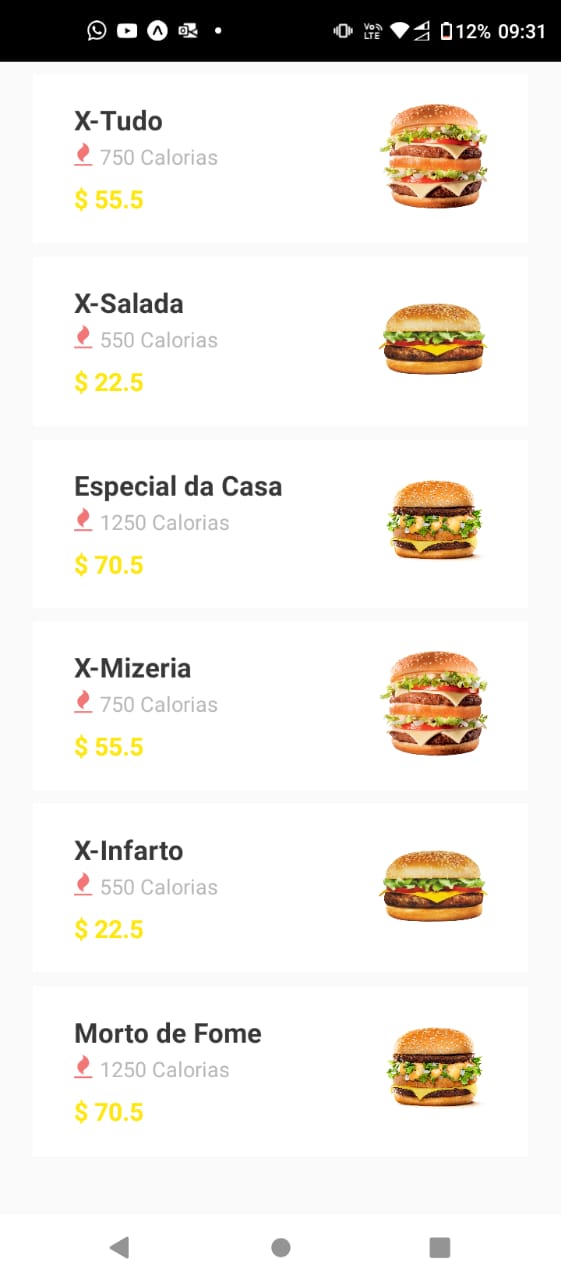 VoLTE 12% 09:31
X-Tudo
750 Calorias
$ 55.5
X-Salada
550 Calorias
$ 22.5
Especial da Casa
1250 Calorias
$ 70.5
X-Mizeria
750 Calorias
$ 55.5
X-Infarto
550 Calorias
$ 22.5
Morto de Fome
1250 Calorias
$ 70.5